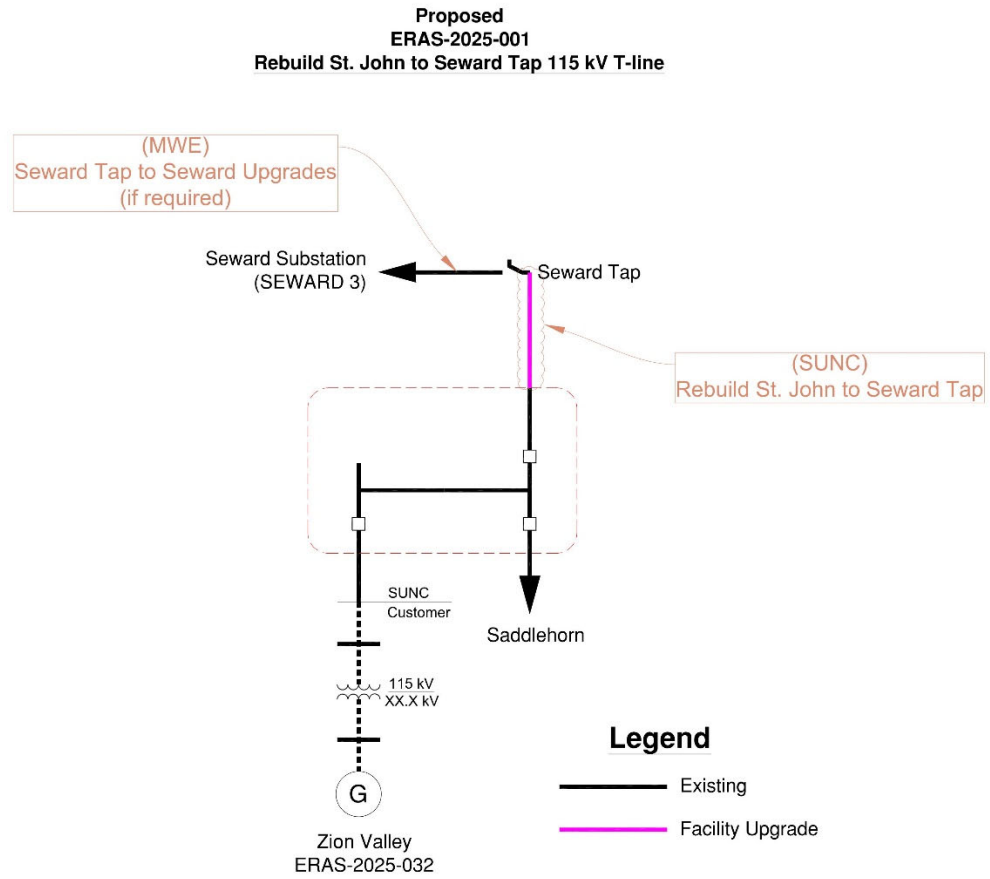 Proposed
ERAS-2025-001
Rebuild St. John to Seward Tap 115 kV T-line
(MWE)
Seward Tap to Seward Upgrades
(if required)
Seward Substation
(SEWARD 3)
Seward Tap
(SUNC)
Rebuild St. John to Seward Tap
SUNC
Customer
Saddlehorn
115 kV
XX.X kV
G
Zion Valley
ERAS-2025-032
Legend
Existing
Facility Upgrade